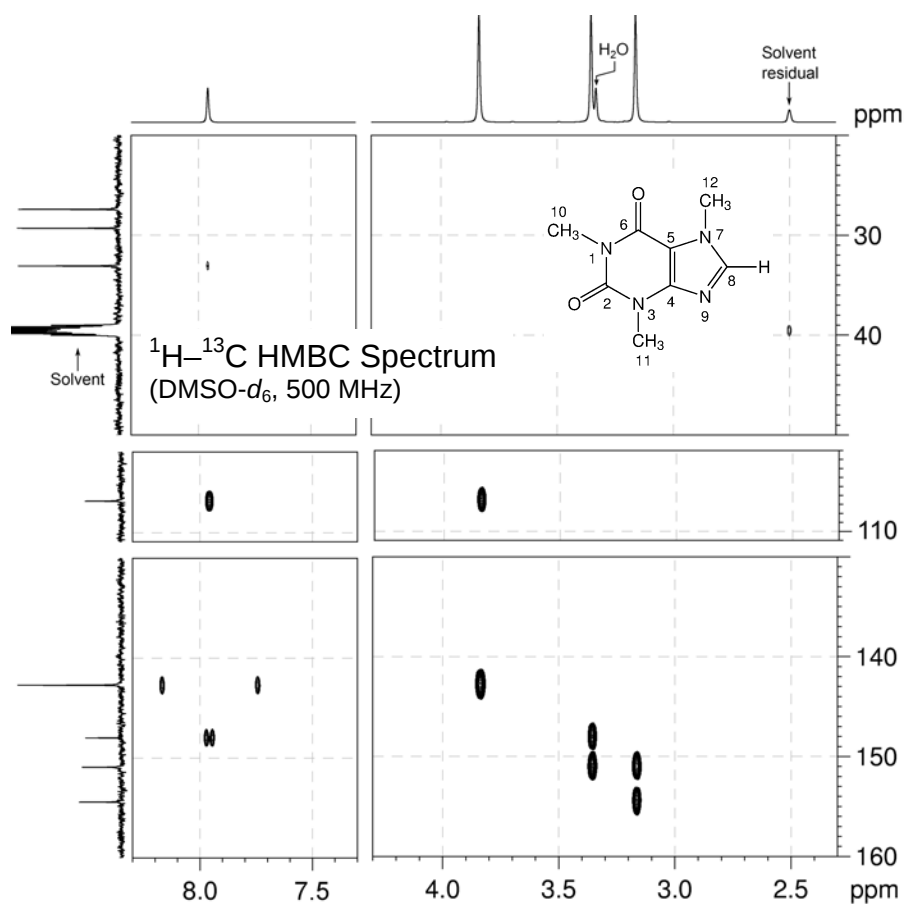 H₂O
Solvent
residual
ppm
O
12
CH₃
10
CH₃
6
5
N
7
1
N
8
H
30
O
2
N
3
4
N
9
CH₃
11
40
Solvent
¹H–¹³C HMBC Spectrum
(DMSO-d₆, 500 MHz)
110
140
150
160
8.0 7.5 4.0 3.5 3.0 2.5 ppm